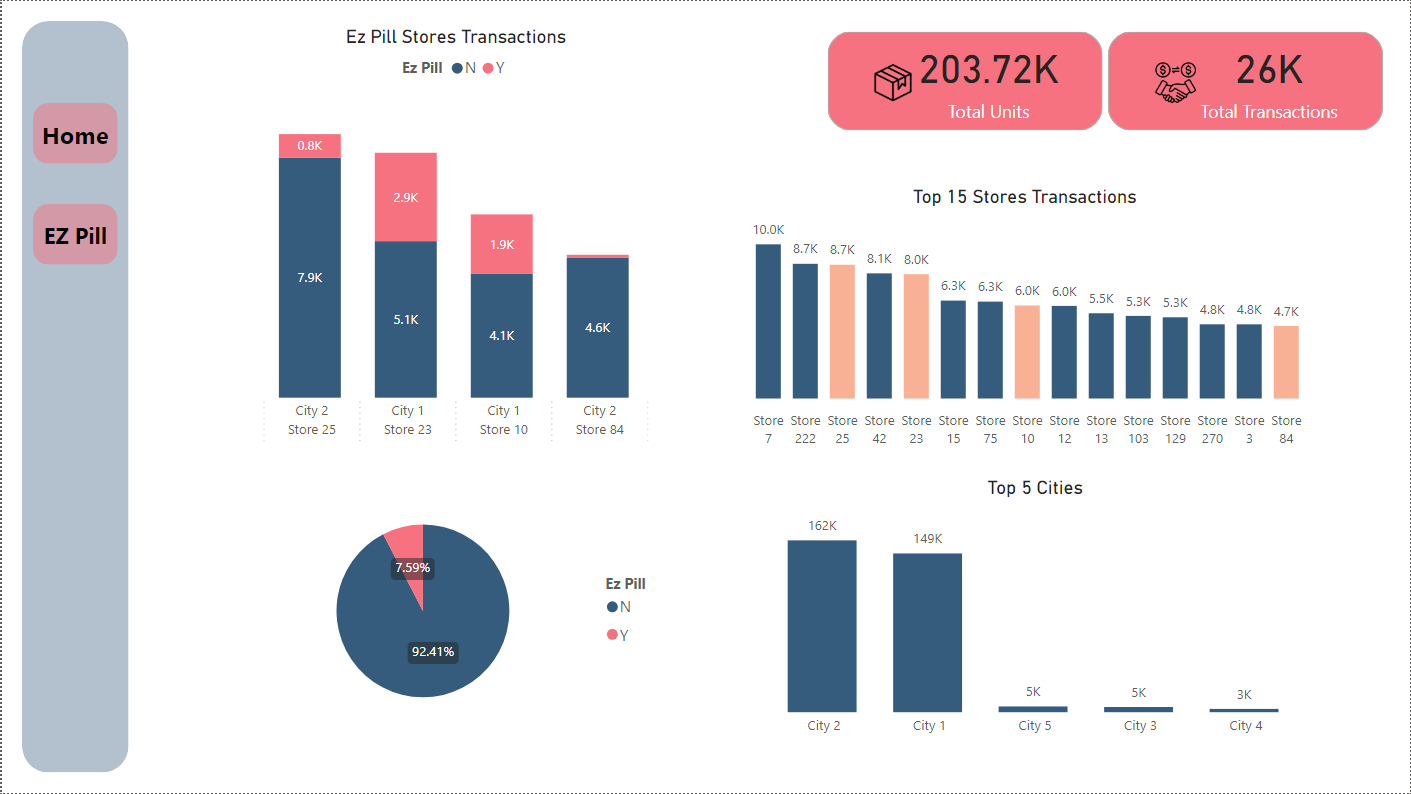 Home
EZ Pill
Ez Pill Stores Transactions
Ez Pill N Y
0.8K
7.9K
2.9K
5.1K
1.9K
4.1K
4.6K
City 2 City 1 City 1 City 2
Store 25 Store 23 Store 10 Store 84
203.72K
Total Units
26K
Total Transactions
Top 15 Stores Transactions
10.0K 8.7K 8.7K 8.1K 8.0K 6.3K 6.3K 6.0K 6.0K 5.5K 5.3K 5.3K 4.8K 4.8K 4.7K
Store Store Store Store Store Store Store Store Store Store Store Store Store Store Store
7 222 25 42 23 15 75 10 12 13 103 129 270 3 84
7.59%
92.41%
Ez Pill
N
Y
Top 5 Cities
162K 149K 5K 5K 3K
City 2 City 1 City 5 City 3 City 4